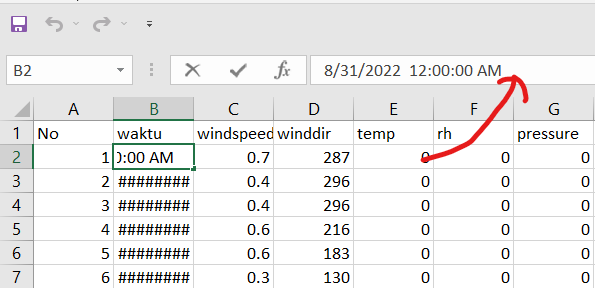 B2 fx 8/31/2022 12:00:00 AM
A B C D E F G
1 No waktu windspeed winddir temp rh pressure
2 1 0:00 AM 0.7 287 0 0 0
3 2 ######## 0.4 296 0 0 0
4 3 ######## 0.4 296 0 0 0
5 4 ######## 0.6 216 0 0 0
6 5 ######## 0.6 183 0 0 0
7 6 ######## 0.3 130 0 0 0